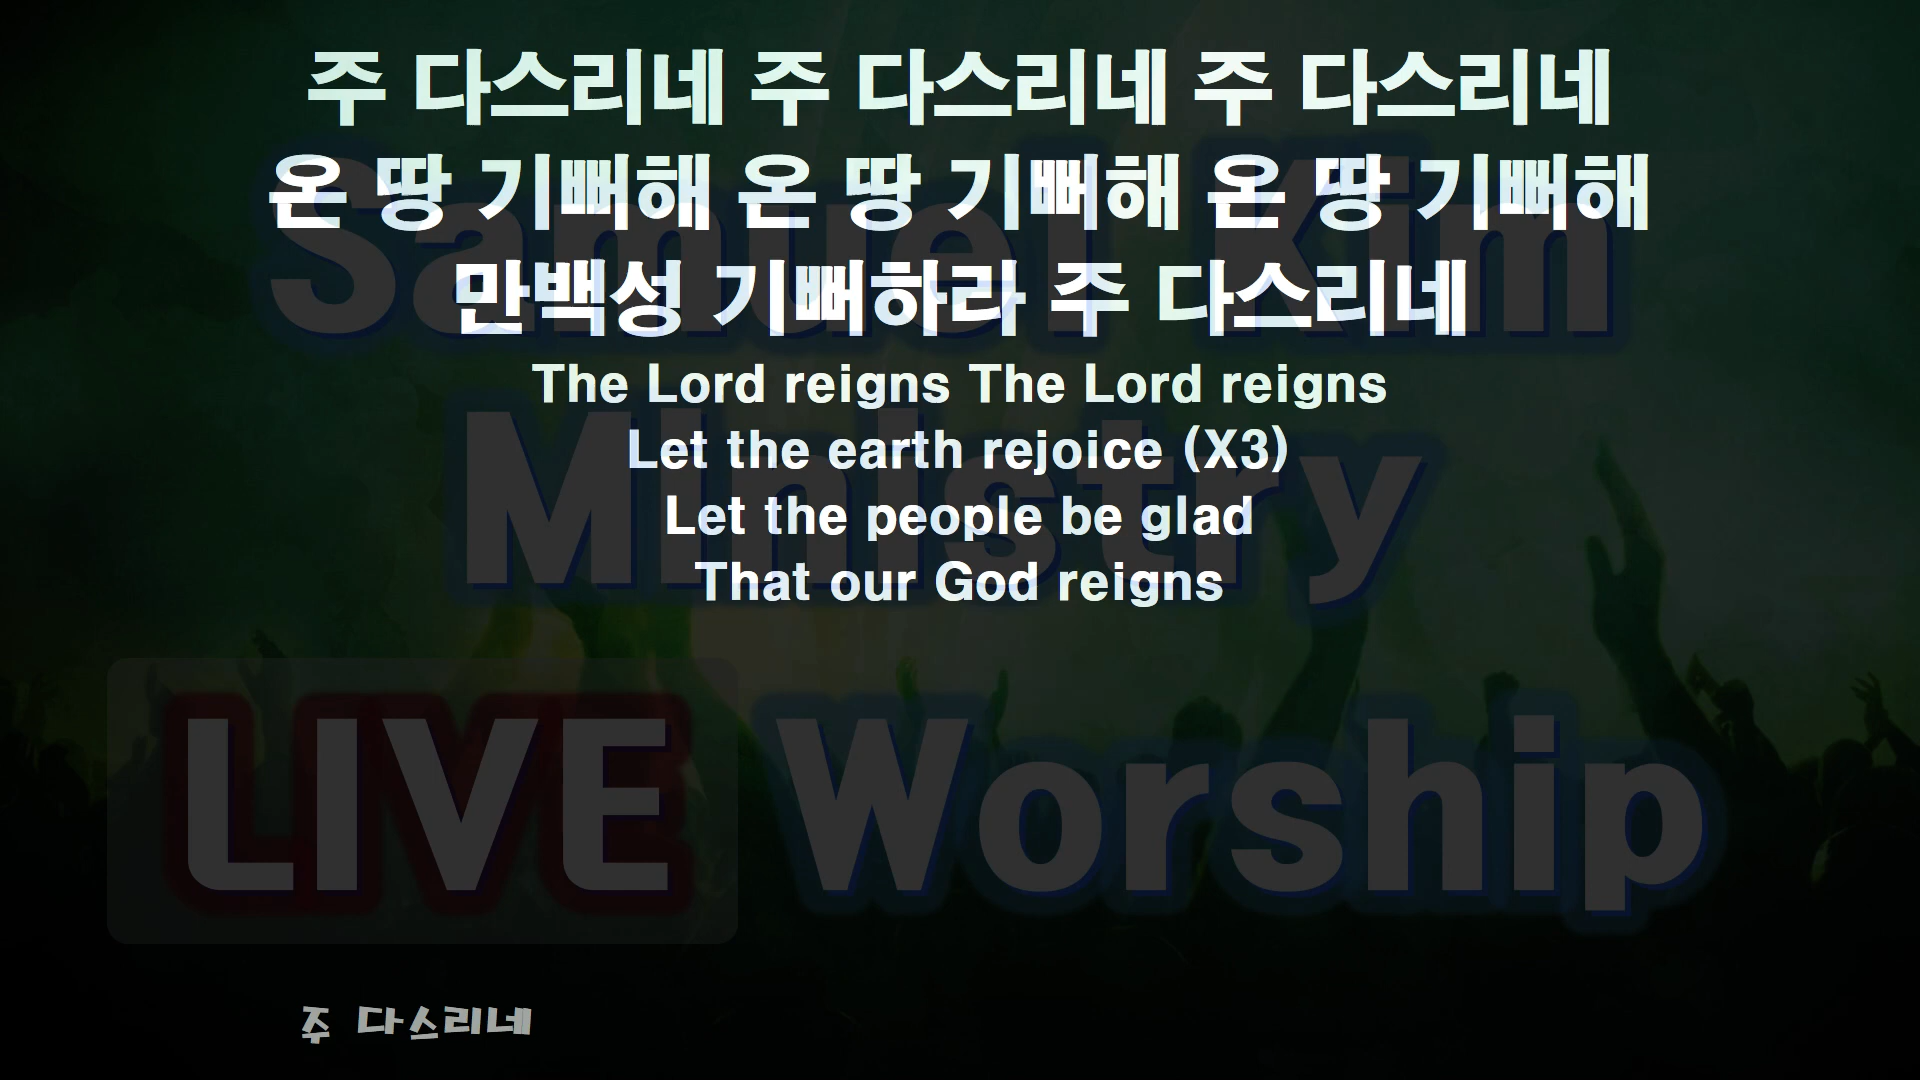 주 다스리네 주 다스리네 주 다스리네
온 땅 기뻐해 온 땅 기뻐해 온 땅 기뻐해
만백성 기뻐하라 주 다스리네
The Lord reigns The Lord reigns
Let the earth rejoice (X3)
Let the people be glad
That our God reigns
Samuel Kim
Ministry
LIVE Worship
주 다스리네